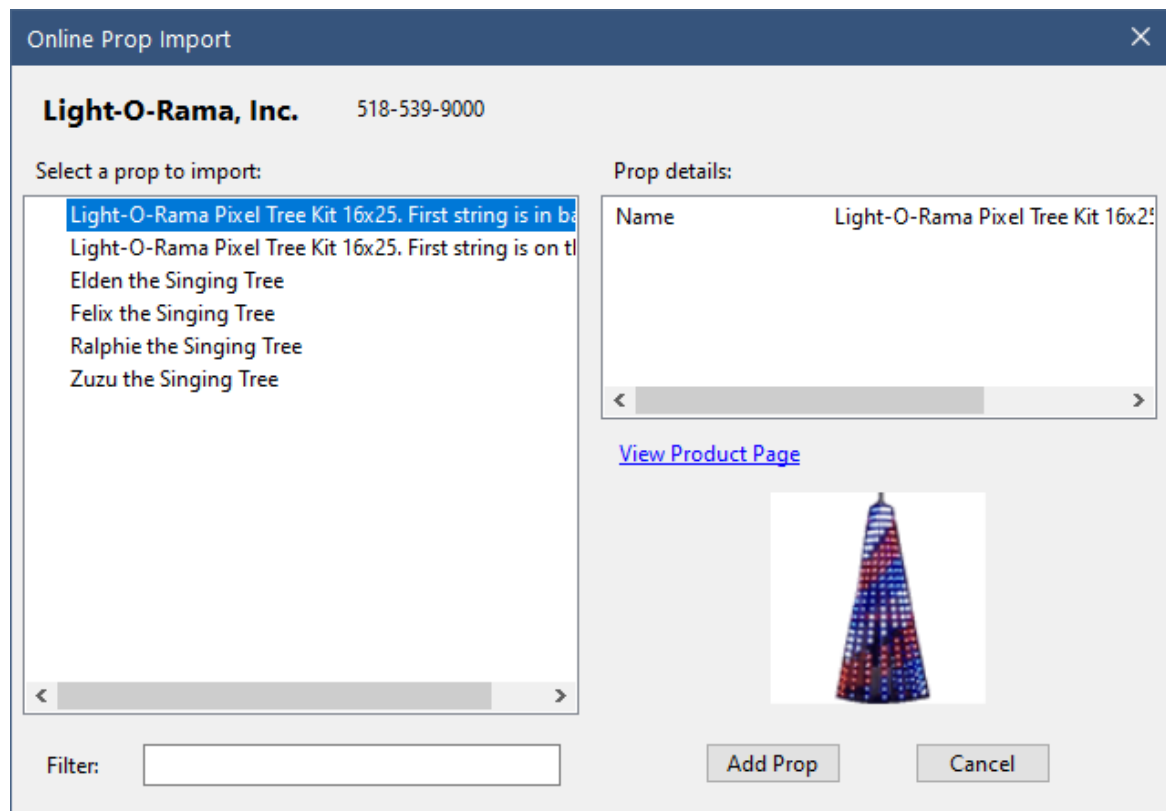 Online Prop Import
Light-O-Rama, Inc. 518-539-9000
Select a prop to import:
Light-O-Rama Pixel Tree Kit 16x25. First string is in ba
Light-O-Rama Pixel Tree Kit 16x25. First string is on
Elden the Singing Tree
Felix the Singing Tree
Ralphie the Singing Tree
Zuzu the Singing Tree
Filter:
Prop details:
Name Light-O-Rama Pixel Tree Kit 16x25
View Product Page
Add Prop Cancel